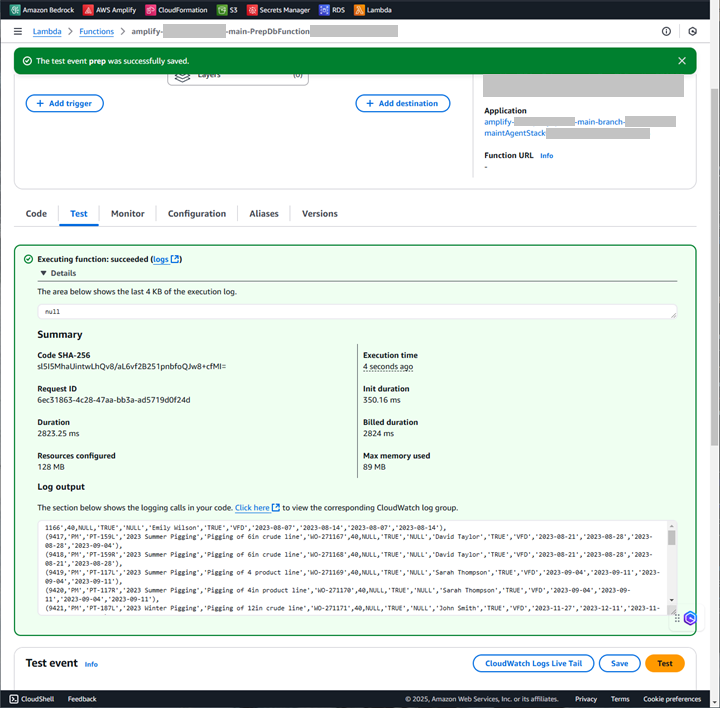 Amazon Bedrock AWS Amplify CloudFormation S3 Secrets Manager RDS Lambda
Lambda > Functions > amplify- -main-PrepDbFunction
The test event prep was successfully saved.
Layers (0)
+ Add trigger
+ Add destination
Application
amplify- -main-branch-
maintAgentStack
Function URL Info
-
Code Test Monitor Configuration Aliases Versions
Executing function: succeeded (logs)
Details
The area below shows the last 4 KB of the execution log.
null
Summary
Code SHA-256
sl5I5MhaUintwLhQv8/aL6vf2B251pnbfoQJw8+cfMI=
Execution time
4 seconds ago
Request ID
6ec31863-4c28-47aa-bb3a-ad5719d0f24d
Init duration
350.16 ms
Duration
2823.25 ms
Billed duration
2824 ms
Resources configured
128 MB
Max memory used
89 MB
Log output
The section below shows the logging calls in your code. Click here to view the corresponding CloudWatch log group.
1166',40,NULL,'TRUE','NULL','Emily Wilson','TRUE','VFD','2023-08-07','2023-08-14','2023-08-07','2023-08-14'),
(9417,'PM','PT-159L','2023 Summer Pigging','Pigging of 6in crude line','WO-271167',40,NULL,'TRUE','NULL','David Taylor','TRUE','VFD','2023-08-21','2023-08-28','2023-
08-28','2023-09-04'),
(9418,'PM','PT-159R','2023 Summer Pigging','Pigging of 6in crude line','WO-271168',40,NULL,'TRUE','NULL','David Taylor','TRUE','VFD','2023-08-21','2023-08-28','2023-
08-21','2023-08-28'),
(9419,'PM','PT-117L','2023 Summer Pigging','Pigging of 4 product line','WO-271169',40,NULL,'TRUE','NULL','Sarah Thompson','TRUE','VFD','2023-09-04','2023-09-11','2023-
09-04','2023-09-11'),
(9420,'PM','PT-117R','2023 Summer Pigging','Pigging of 4in product line','WO-271170',40,NULL,'TRUE','NULL','Sarah Thompson','TRUE','VFD','2023-09-04','2023-09-
11','2023-09-04','2023-09-11'),
(9421,'PM','PT-187L','2023 Winter Pigging','Pigging of 12in crude line','WO-271171',40,NULL,'TRUE','NULL','John Smith','TRUE','VFD','2023-11-27','2023-12-11','2023-11-
Test event Info
CloudWatch Logs Live Tail Save Test
CloudShell Feedback © 2025, Amazon Web Services, Inc. or its affiliates. Privacy Terms Cookie preferences